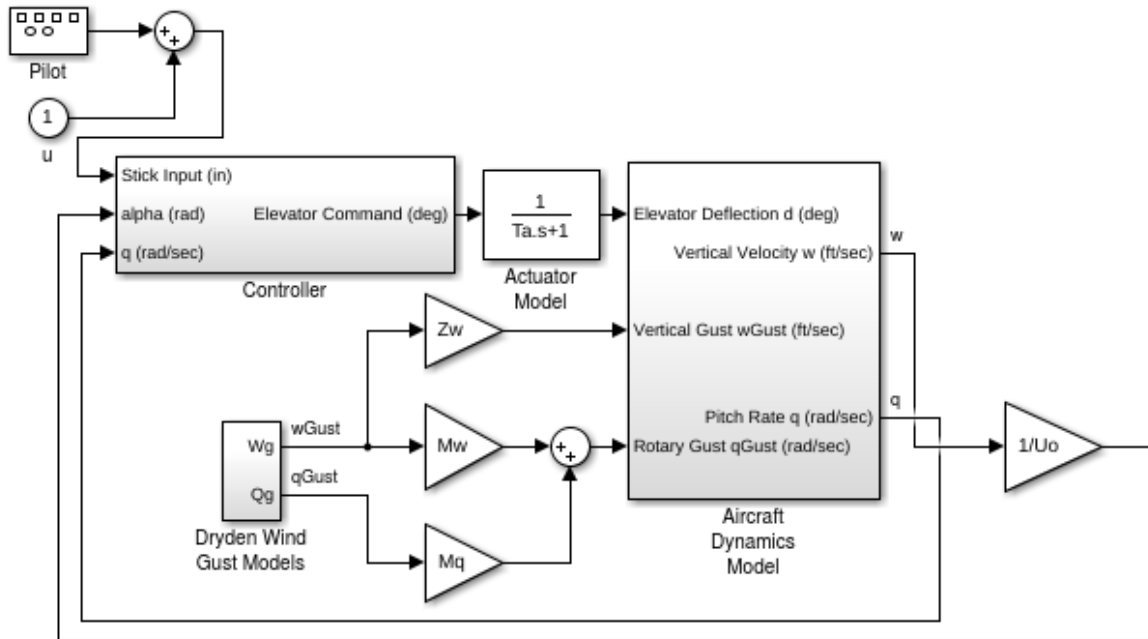 Pilot
1
u
Stick Input (in)
alpha (rad)
q (rad/sec)
Elevator Command (deg)
Controller
1
Ta.s+1
Actuator
Model
Elevator Deflection d (deg)
Vertical Velocity w (ft/sec)
Vertical Gust wGust (ft/sec)
Pitch Rate q (rad/sec)
Rotary Gust qGust (rad/sec)
Aircraft
Dynamics
Model
w
q
1/Uo
Zw
Mw
Mq
wGust
qGust
Wg
Qg
Dryden Wind
Gust Models